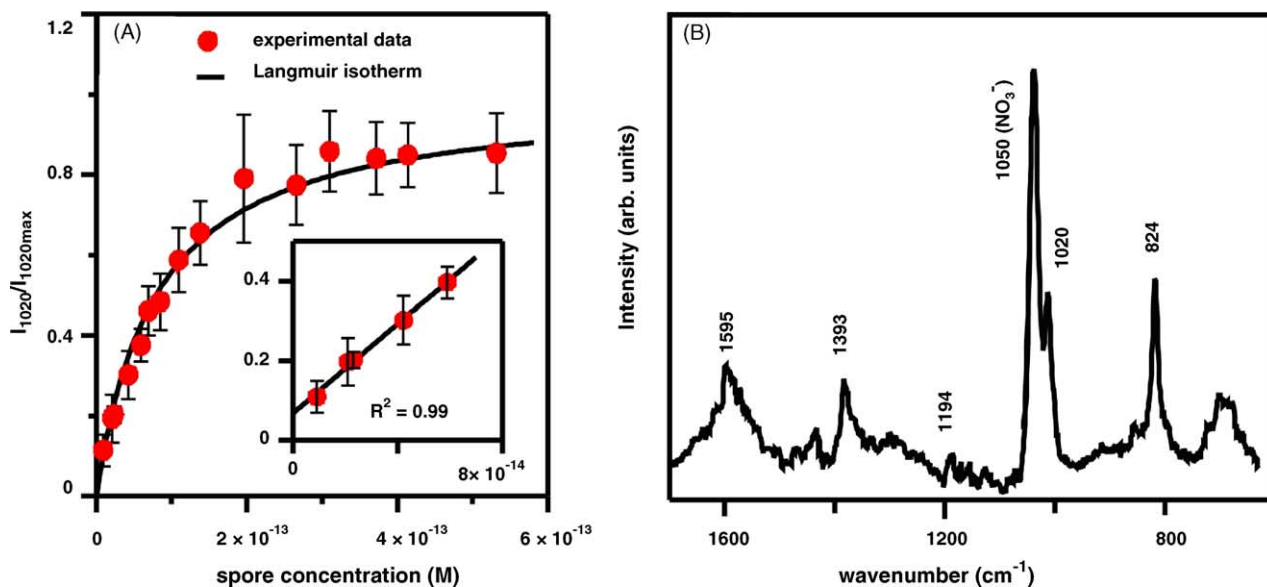 (A)
experimental data
Langmuir isotherm
1.2
0.8
0.4
0
I1020/I1020max
0.4
0.2
0
R² = 0.99
0
8× 10⁻¹⁴
0
2 × 10⁻¹³
4 × 10⁻¹³
6 × 10⁻¹³
spore concentration (M)
(B)
Intensity (arb. units)
1595
1393
1194
1050 (NO₃⁻)
1020
824
1600
1200
800
wavenumber (cm⁻¹)